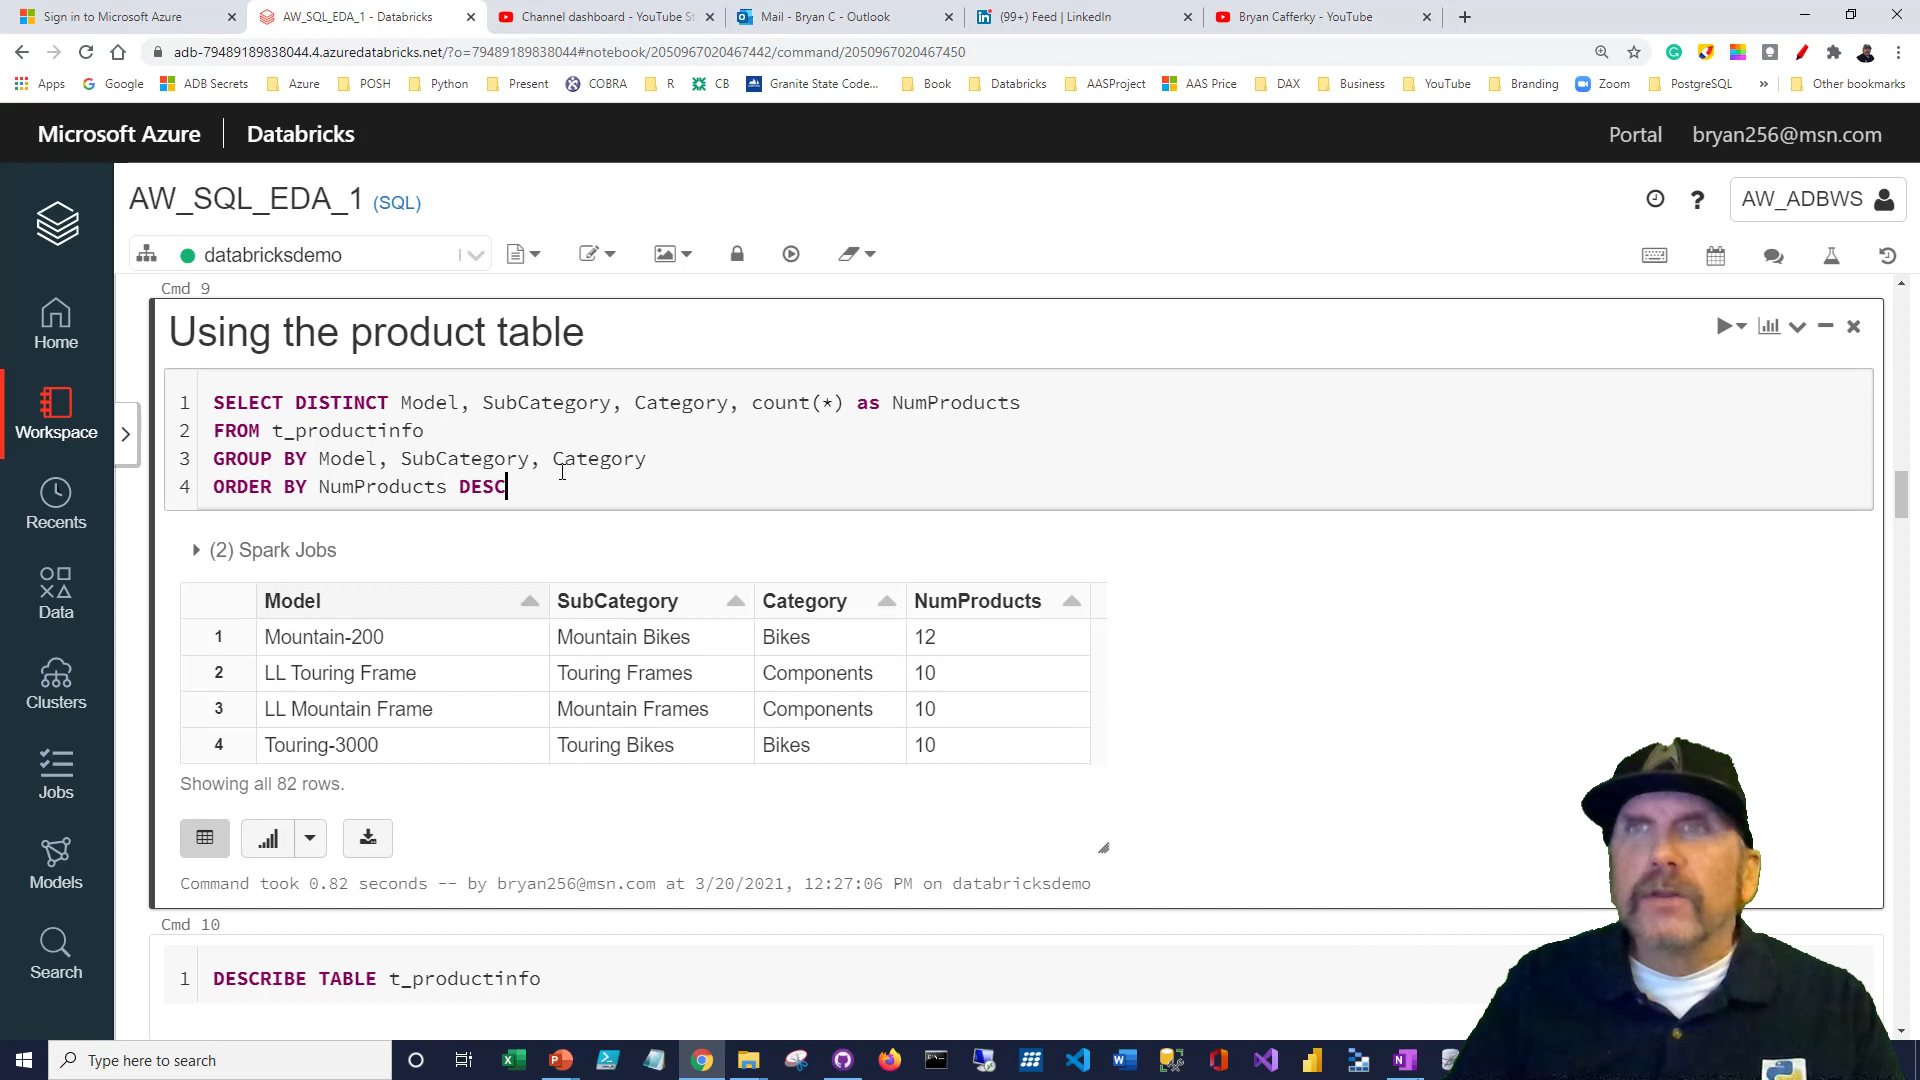 Sign in to Microsoft Azure
AW_SQL_EDA_1 - Databricks
Channel dashboard - YouTube St
Mail - Bryan C - Outlook
(99+) Feed | LinkedIn
Bryan Cafferky - YouTube
adb-79489189838044.4.azuredatabricks.net/?o=79489189838044#notebook/2050967020467442/command/2050967020467450
Apps
Google
ADB Secrets
Azure
POSH
Python
Present
COBRA
R
CB
Granite State Code...
Book
Databricks
AASProject
AAS Price
DAX
Business
YouTube
Branding
Zoom
PostgreSQL
»
Other bookmarks
Microsoft Azure
Databricks
Portal
bryan256@msn.com
AW_SQL_EDA_1 (SQL)
AW_ADBWS
databricksdemo
Home
Workspace
Recents
Data
Clusters
Jobs
Models
Search
Cmd 9
Using the product table
1 SELECT DISTINCT Model, SubCategory, Category, count(*) as NumProducts
2 FROM t_productinfo
3 GROUP BY Model, SubCategory, Category
4 ORDER BY NumProducts DESC
(2) Spark Jobs
Model SubCategory Category NumProducts
1 Mountain-200 Mountain Bikes Bikes 12
2 LL Touring Frame Touring Frames Components 10
3 LL Mountain Frame Mountain Frames Components 10
4 Touring-3000 Touring Bikes Bikes 10
Showing all 82 rows.
Command took 0.82 seconds -- by bryan256@msn.com at 3/20/2021, 12:27:06 PM on databricksdemo
Cmd 10
1 DESCRIBE TABLE t_productinfo
Type here to search